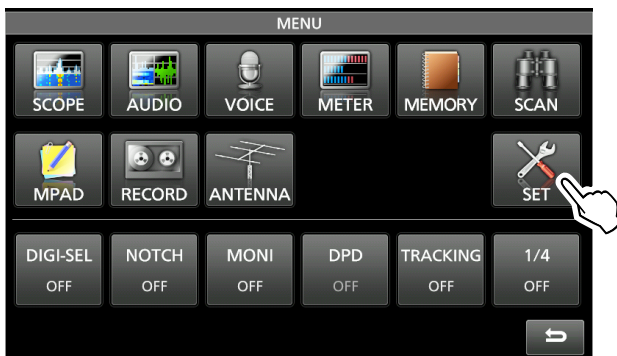 MENU
SCOPE AUDIO VOICE METER MEMORY SCAN
MPAD RECORD ANTENNA SET
DIGI-SEL NOTCH MONI DPD TRACKING 1/4
OFF OFF OFF OFF OFF OFF